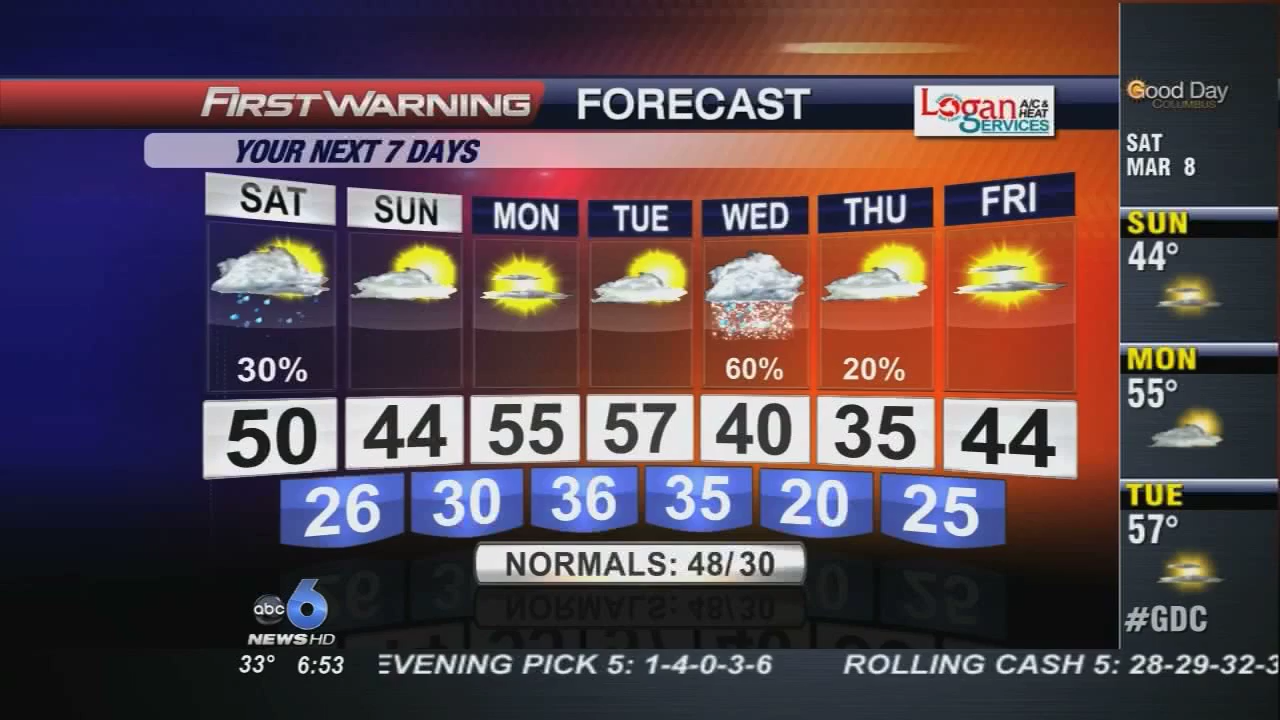 FIRST WARNING FORECAST
Logan A/C & HEAT SERVICES
YOUR NEXT 7 DAYS
SAT SUN MON TUE WED THU FRI
30% 60% 20%
50 44 55 57 40 35 44
26 30 36 35 20 25
NORMALS: 48/30
abc 6
NEWS HD
33° 6:53 EVENING PICK 5: 1-4-0-3-6 ROLLING CASH 5: 28-29-32-3
Good Day
COLUMBUS
SAT
MAR 8
SUN
44°
MON
55°
TUE
57°
#GDC